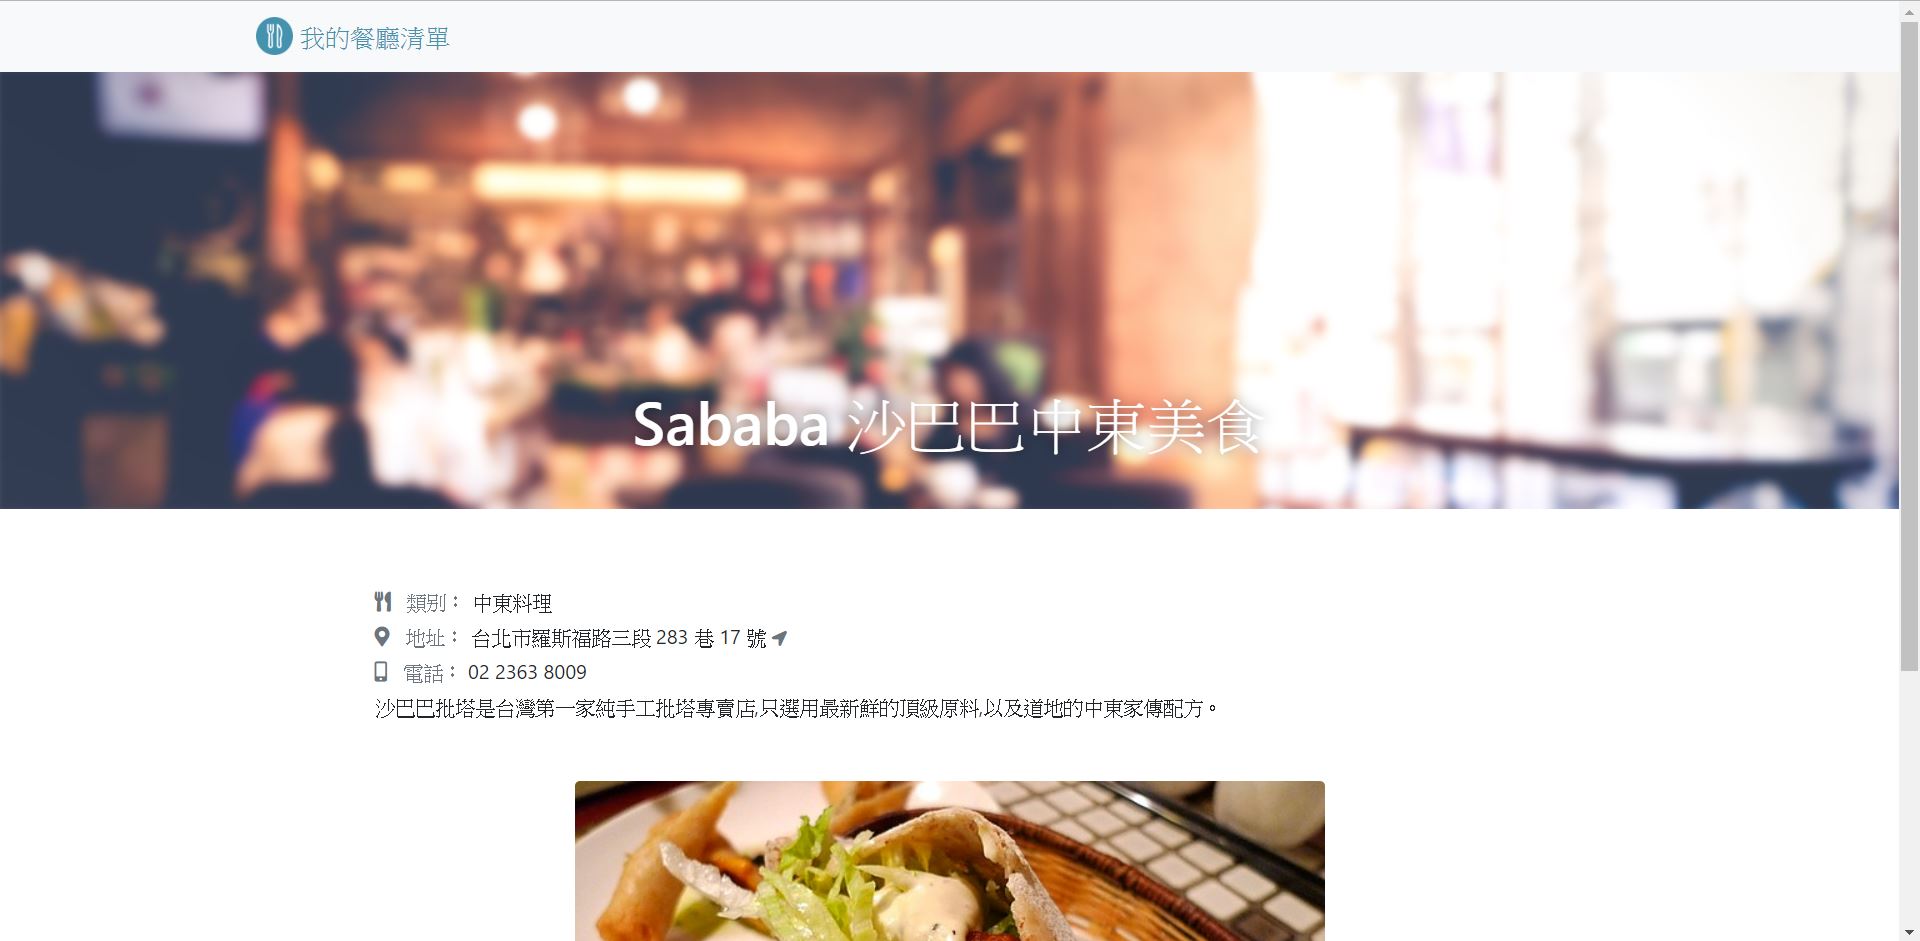 我的餐廳清單
Sababa 沙巴巴中東美食
類別： 中東料理
地址： 台北市羅斯福路三段 283 巷 17 號
電話： 02 2363 8009
沙巴巴批塔是台灣第一家純手工批塔專賣店,只選用最新鮮的頂級原料,以及道地的中東家傳配方。